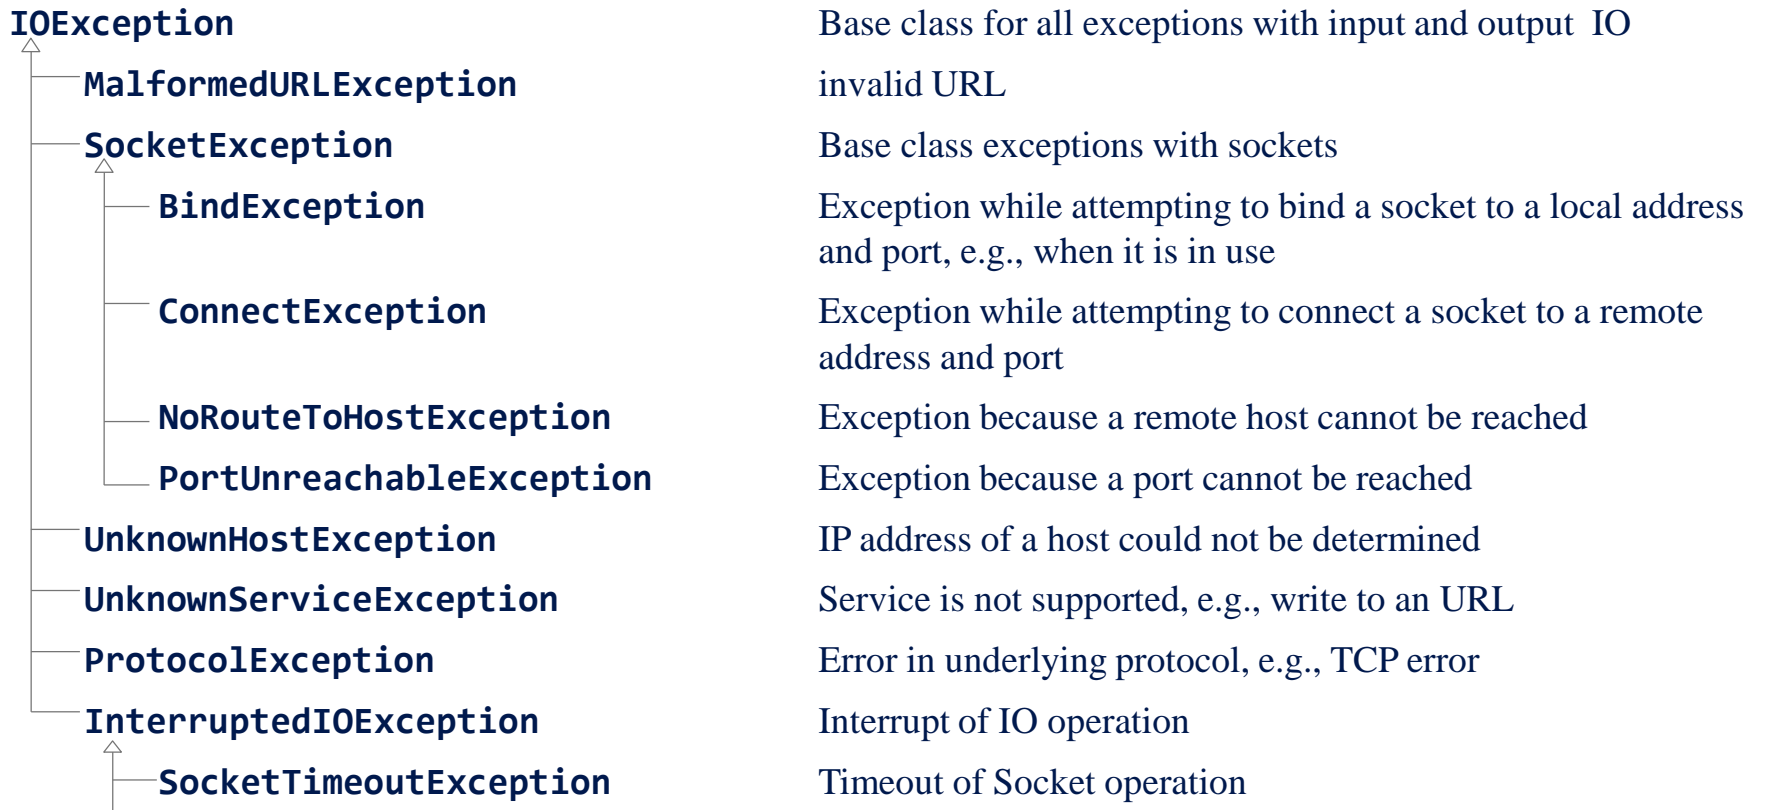 IOException Base class for all exceptions with input and output  IO
MalformedURLException invalid URL
SocketException Base class exceptions with sockets
BindException Exception while attempting to bind a socket to a local address
and port, e.g., when it is in use
ConnectException Exception while attempting to connect a socket to a remote
address and port
NoRouteToHostException Exception because a remote host cannot be reached
PortUnreachableException Exception because a port cannot be reached
UnknownHostException IP address of a host could not be determined
UnknownServiceException Service is not supported, e.g., write to an URL
ProtocolException Error in underlying protocol, e.g., TCP error
InterruptedIOException Interrupt of IO operation
SocketTimeoutException Timeout of Socket operation